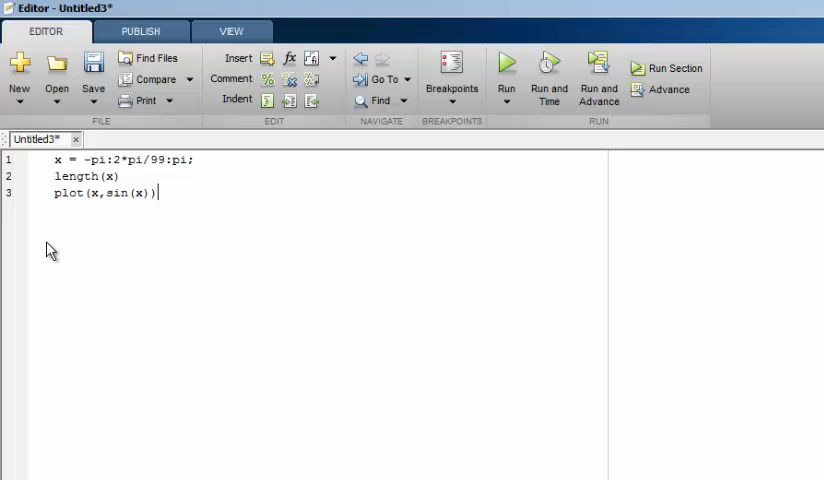 Editor - Untitled3*
EDITOR PUBLISH VIEW
New Open Save Find Files Compare Print
Insert fx fi
Comment % %
Indent
Go To Find
Breakpoints
Run Run and Time Run and Advance Run Section Advance
FILE EDIT NAVIGATE BREAKPOINTS RUN
Untitled3* x
1 x = -pi:2*pi/99:pi;
2 length(x)
3 plot(x,sin(x))